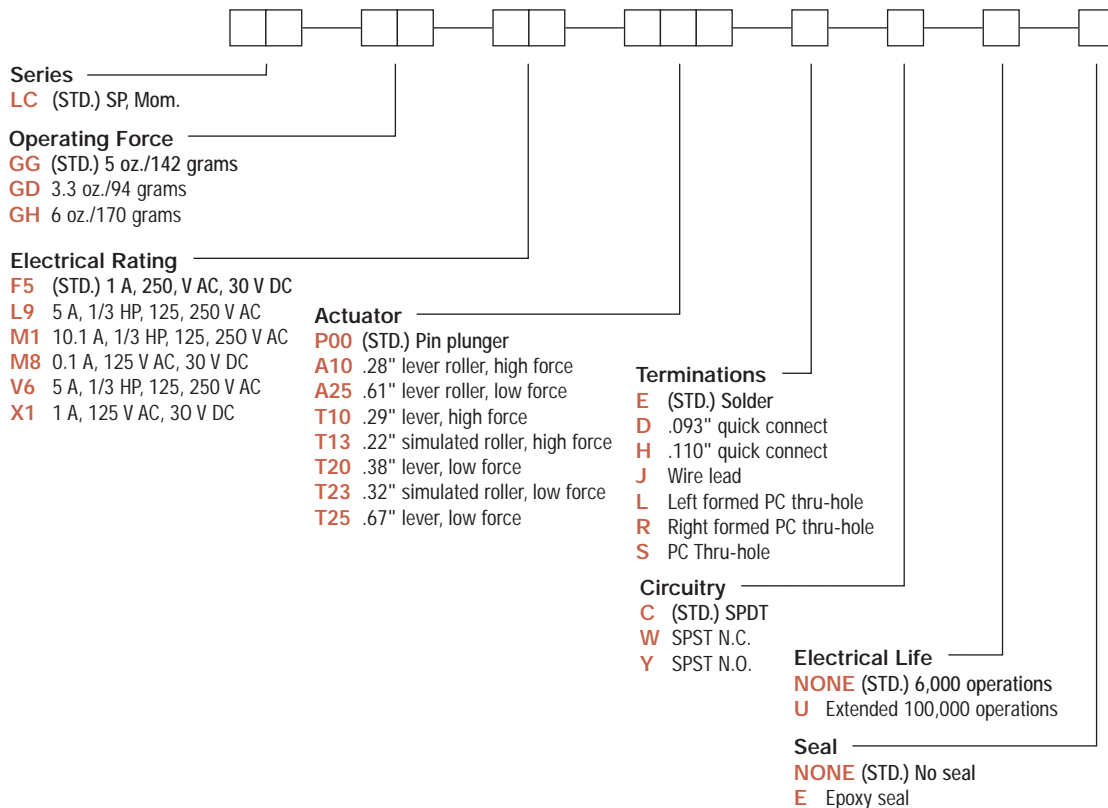 Series
LC (STD.) SP, Mom.
Operating Force
GG (STD.) 5 oz./142 grams
GD 3.3 oz./94 grams
GH 6 oz./170 grams
Electrical Rating
F5 (STD.) 1 A, 250, V AC, 30 V DC
L9 5 A, 1/3 HP, 125, 250 V AC
M1 10.1 A, 1/3 HP, 125, 250 V AC
M8 0.1 A, 125 V AC, 30 V DC
V6 5 A, 1/3 HP, 125, 250 V AC
X1 1 A, 125 V AC, 30 V DC
Actuator
P00 (STD.) Pin plunger
A10 .28" lever roller, high force
A25 .61" lever roller, low force
T10 .29" lever, high force
T13 .22" simulated roller, high force
T20 .38" lever, low force
T23 .32" simulated roller, low force
T25 .67" lever, low force
Terminations
E (STD.) Solder
D .093" quick connect
H .110" quick connect
J Wire lead
L Left formed PC thru-hole
R Right formed PC thru-hole
S PC Thru-hole
Circuitry
C (STD.) SPDT
W SPST N.C.
Y SPST N.O.
Electrical Life
NONE (STD.) 6,000 operations
U Extended 100,000 operations
Seal
NONE (STD.) No seal
E Epoxy seal